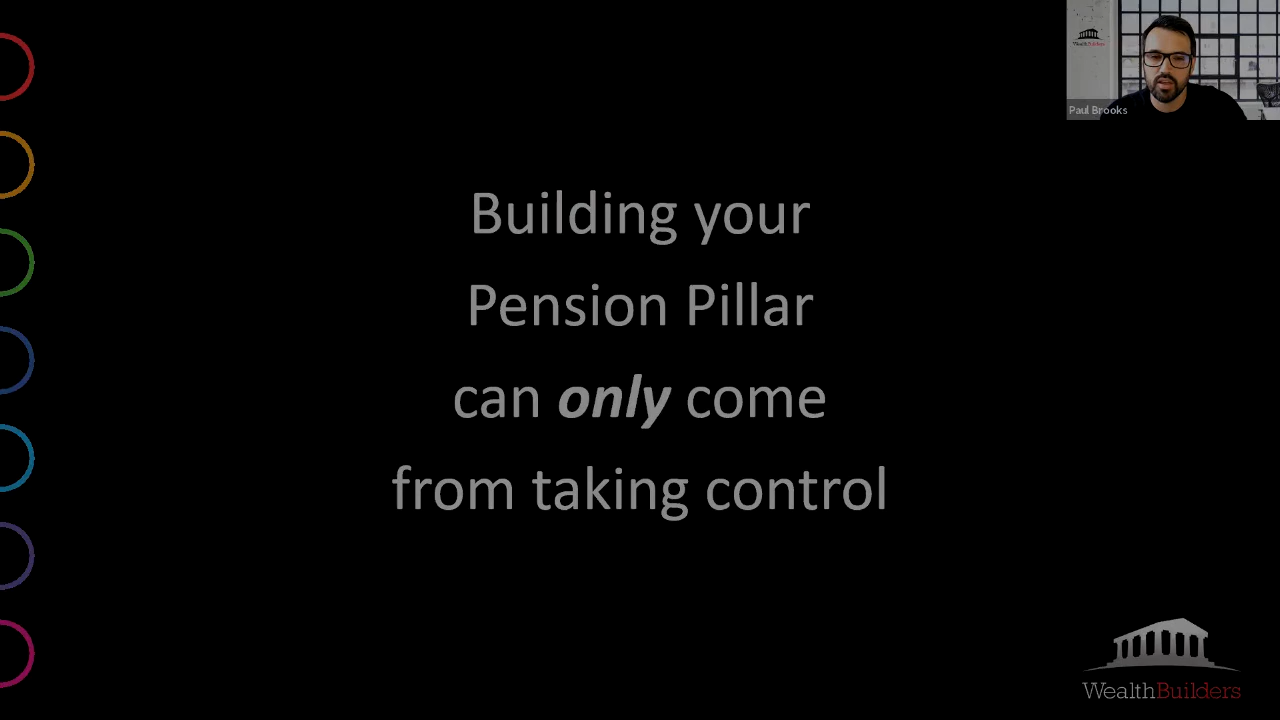 Paul Brooks
Building your
Pension Pillar
can only come
from taking control
WealthBuilders